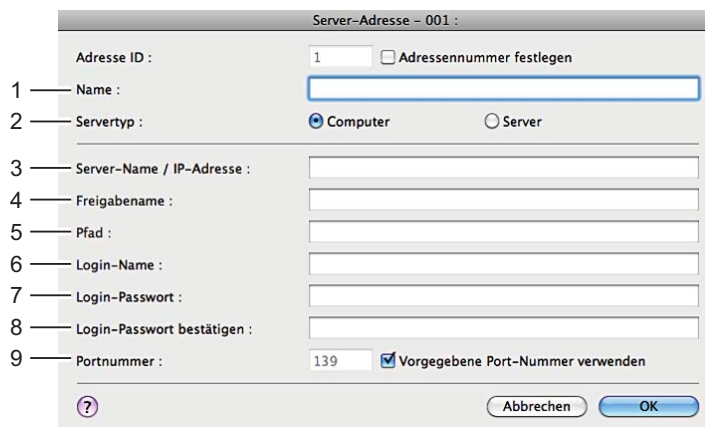 Server-Adresse – 001 :
Adresse ID : 1 Adressennummer festlegen
1 Name :
2 Servertyp : Computer Server
3 Server-Name / IP-Adresse :
4 Freigabename :
5 Pfad :
6 Login-Name :
7 Login-Passwort :
8 Login-Passwort bestätigen :
9 Portnummer : 139 Vorgegebene Port-Nummer verwenden
? Abbrechen OK